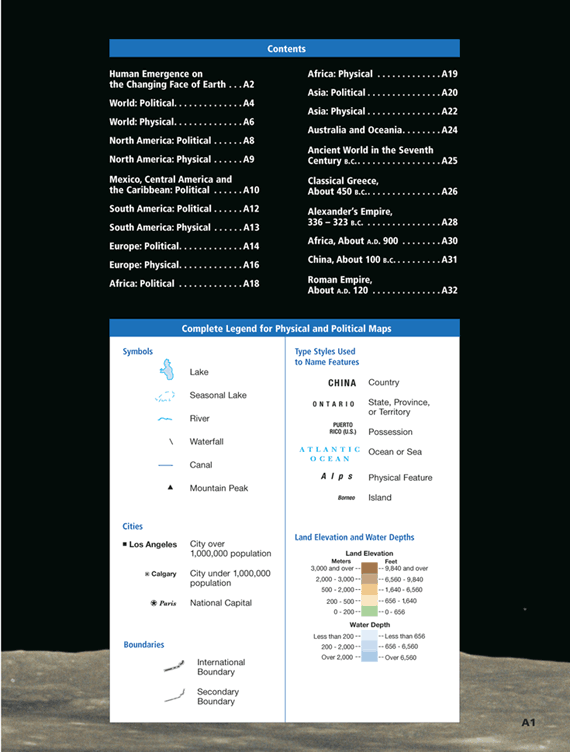 Contents
Human Emergence on
the Changing Face of Earth . . . A2
World: Political. . . . . . . . . . . . . A4
World: Physical. . . . . . . . . . . . . A6
North America: Political . . . . . . A8
North America: Physical . . . . . . A9
Mexico, Central America and
the Caribbean: Political . . . . . . A10
South America: Political . . . . . . A12
South America: Physical . . . . . . A13
Europe: Political. . . . . . . . . . . . A14
Europe: Physical. . . . . . . . . . . . A16
Africa: Political . . . . . . . . . . . . . A18
Africa: Physical . . . . . . . . . . . . . A19
Asia: Political . . . . . . . . . . . . . . . A20
Asia: Physical . . . . . . . . . . . . . . . A22
Australia and Oceania. . . . . . . . A24
Ancient World in the Seventh
Century B.C.. . . . . . . . . . . . . . . . . A25
Classical Greece,
About 450 B.C.. . . . . . . . . . . . . . . A26
Alexander's Empire,
336 – 323 B.C. . . . . . . . . . . . . . . . A28
Africa, About A.D. 900 . . . . . . . . A30
China, About 100 B.C.. . . . . . . . . A31
Roman Empire,
About A.D. 120 . . . . . . . . . . . . . . A32
Complete Legend for Physical and Political Maps
Symbols
Lake
Seasonal Lake
River
Waterfall
Canal
Mountain Peak
Cities
Los Angeles City over
1,000,000 population
Calgary City under 1,000,000
population
Paris National Capital
Boundaries
International
Boundary
Secondary
Boundary
Type Styles Used
to Name Features
CHINA Country
ONTARIO State, Province,
or Territory
PUERTO
RICO (U.S.) Possession
ATLANTIC
OCEAN Ocean or Sea
Alps Physical Feature
Borneo Island
Land Elevation and Water Depths
Land Elevation
Meters Feet
3,000 and over -- -- 9,840 and over
2,000 - 3,000 -- -- 6,560 - 9,840
500 - 2,000 -- -- 1,640 - 6,560
200 - 500 -- -- 656 - 1,640
0 - 200 -- -- 0 - 656
Water Depth
Less than 200 -- -- Less than 656
200 - 2,000 -- -- 656 - 6,560
Over 2,000 -- -- Over 6,560
A1